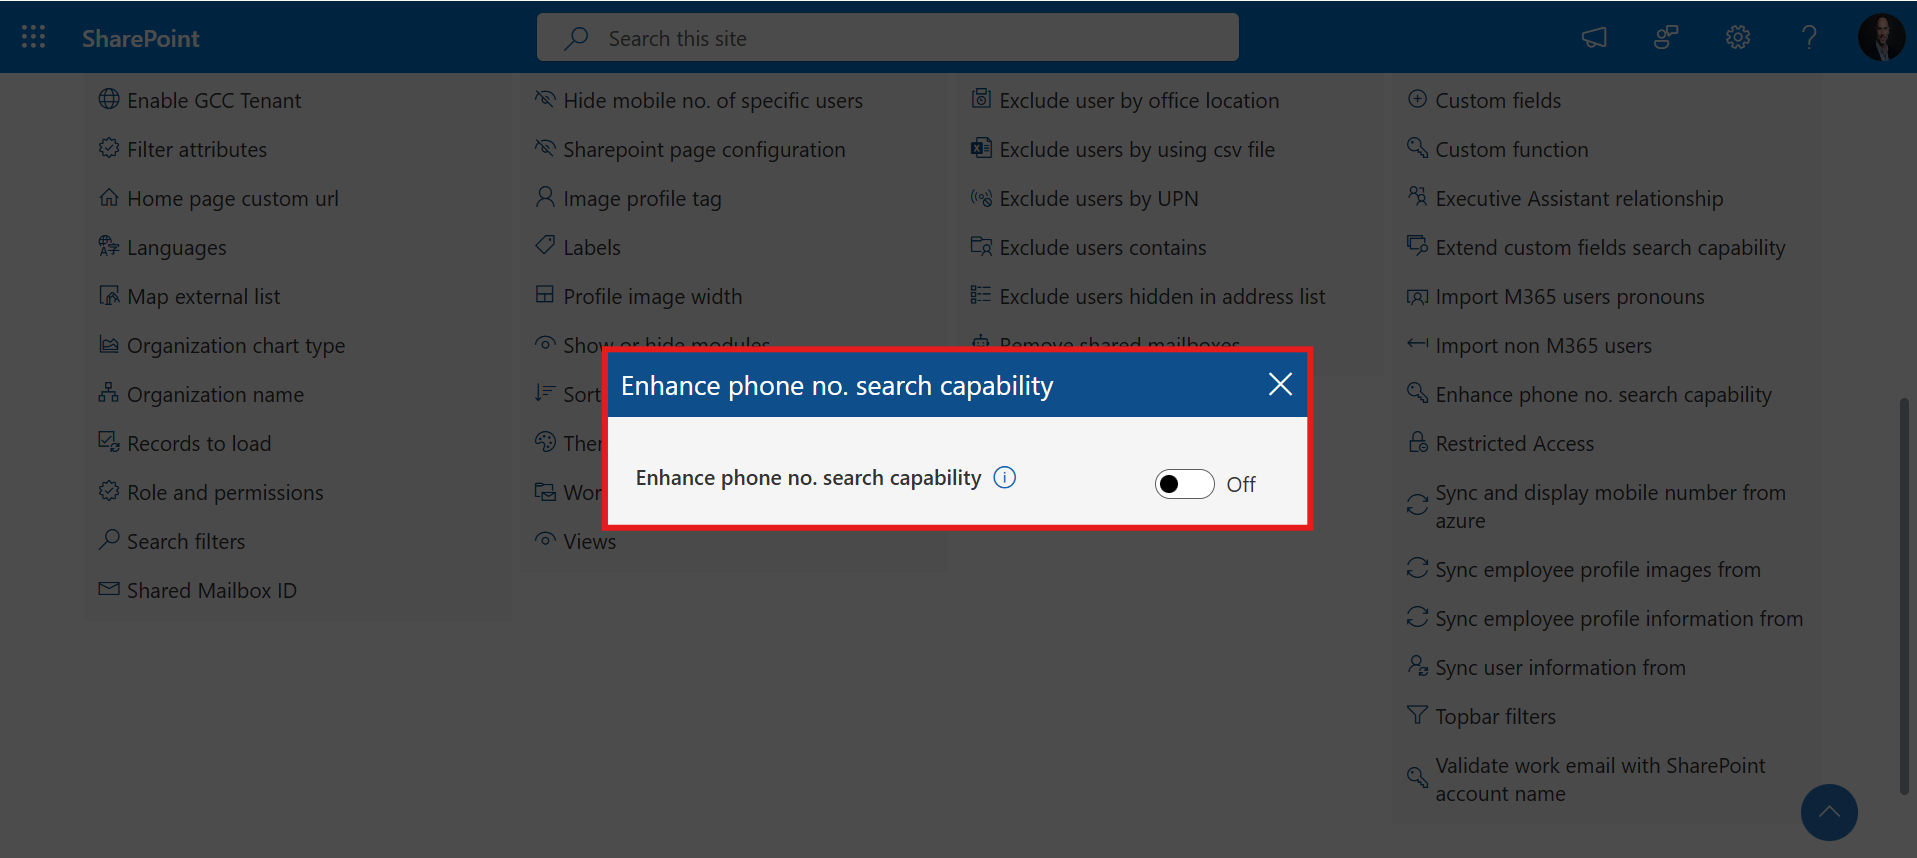 SharePoint
Search this site
Enable GCC Tenant
Filter attributes
Home page custom url
Languages
Map external list
Organization chart type
Organization name
Records to load
Role and permissions
Search filters
Shared Mailbox ID
Hide mobile no. of specific users
Sharepoint page configuration
Image profile tag
Labels
Profile image width
Show or hide modules
Sort
Views
Exclude user by office location
Exclude users by using csv file
Exclude users by UPN
Exclude users contains
Exclude users hidden in address list
Remove shared mailboxes
Custom fields
Custom function
Executive Assistant relationship
Extend custom fields search capability
Import M365 users pronouns
Import non M365 users
Enhance phone no. search capability
Restricted Access
Sync and display mobile number from
azure
Sync employee profile images from
Sync employee profile information from
Sync user information from
Topbar filters
Validate work email with SharePoint
account name
Enhance phone no. search capability
Enhance phone no. search capability
Off